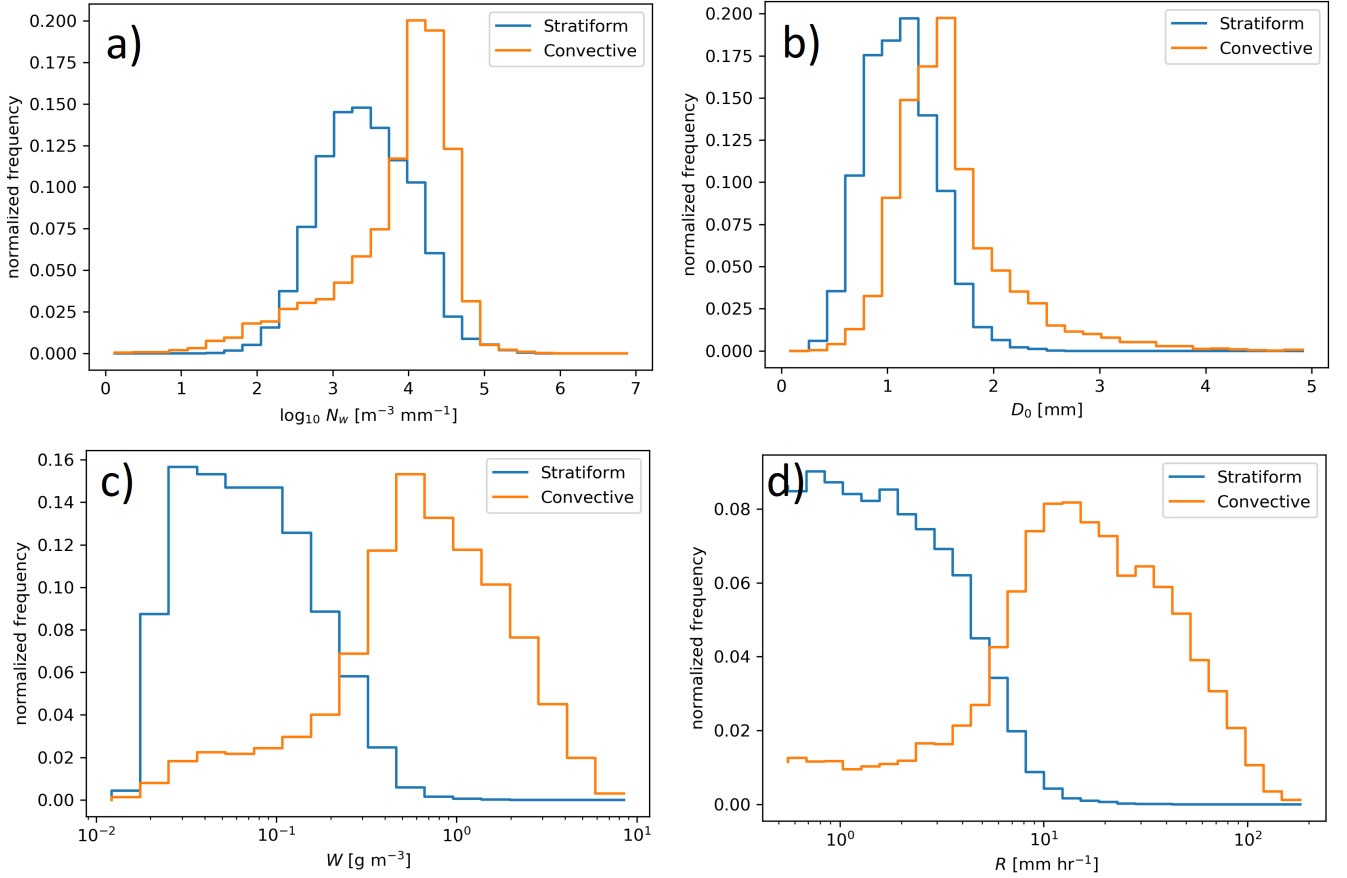 a)
Stratiform
Convective
0.200
0.175
0.150
0.125
0.100
0.075
0.050
0.025
0.000
normalized frequency
0 1 2 3 4 5 6 7
log₁₀ N_w [m⁻³ mm⁻¹]
b)
Stratiform
Convective
0.200
0.175
0.150
0.125
0.100
0.075
0.050
0.025
0.000
normalized frequency
0 1 2 3 4 5
D₀ [mm]
c)
Stratiform
Convective
0.16
0.14
0.12
0.10
0.08
0.06
0.04
0.02
0.00
normalized frequency
10⁻² 10⁻¹ 10⁰ 10¹
W [g m⁻³]
d)
Stratiform
Convective
0.08
0.06
0.04
0.02
0.00
normalized frequency
10⁰ 10¹ 10²
R [mm hr⁻¹]